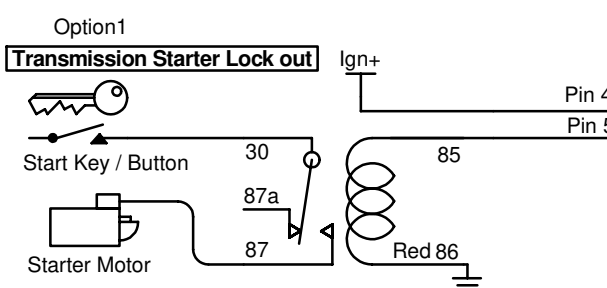 Option1
Transmission Starter Lock out
Ign+
Pin 4
Pin 5
Start Key / Button
30
85
87a
87
Red 86
Starter Motor